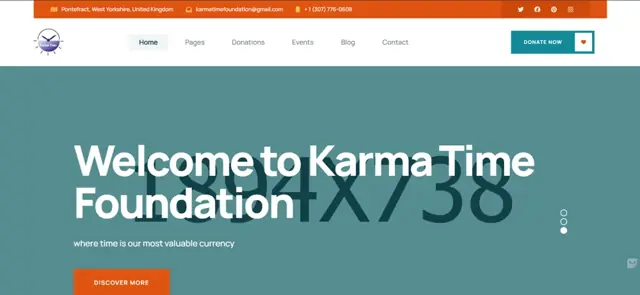 Pontefract, West Yorkshire, United Kingdom
karmatimefoundation@gmail.com
+ 1 (307) 776-0608
Home
Pages
Donations
Events
Blog
Contact
DONATE NOW
1894X738
Welcome to Karma Time
Foundation
where time is our most valuable currency
DISCOVER MORE